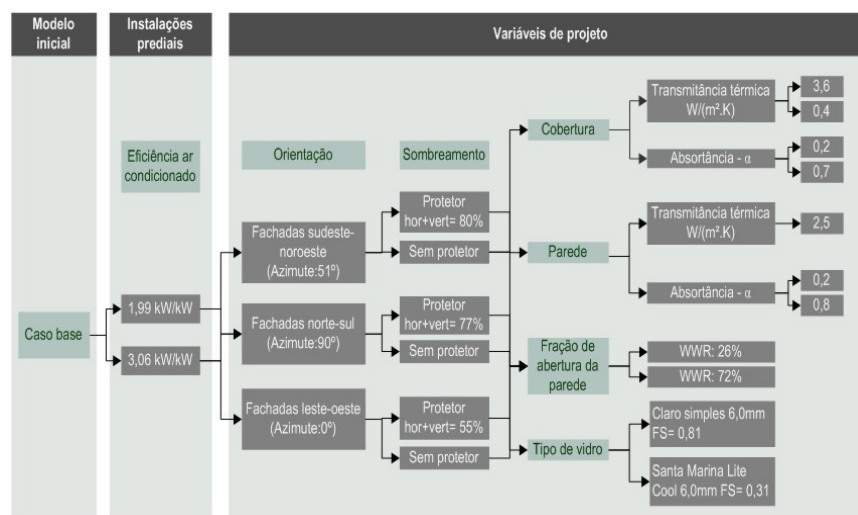 Modelo
inicial
Instalações
prediais
Variáveis de projeto
Eficiência ar
condicionado
Orientação
Sombreamento
Caso base
1,99 kW/kW
3,06 kW/kW
Fachadas sudeste-
noroeste
(Azimute:51º)
Fachadas norte-sul
(Azimute:90º)
Fachadas leste-oeste
(Azimute:0º)
Protetor
hor+vert= 80%
Sem protetor
Protetor
hor+vert= 77%
Sem protetor
Protetor
hor+vert= 55%
Sem protetor
Cobertura
Transmitância térmica
W/(m².K)
3,6
0,4
Absortância - α
0,2
0,7
Parede
Transmitância térmica
W/(m².K)
2,5
Absortância - α
0,2
0,8
Fração de
abertura da
parede
WWR: 26%
WWR: 72%
Tipo de vidro
Claro simples 6,0mm
FS= 0,81
Santa Marina Lite
Cool 6,0mm FS= 0,31